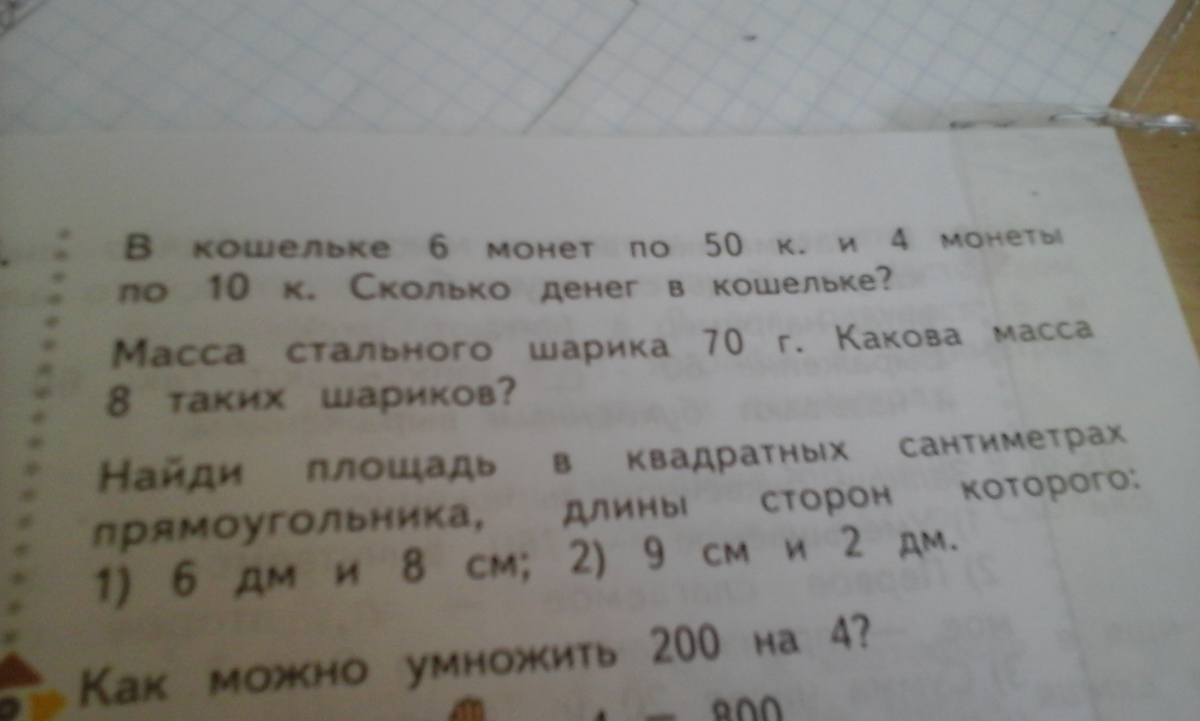 В кошельке 6 монет по 50 к. и 4 монеты
по 10 к. Сколько денег в кошельке?
Масса стального шарика 70 г. Какова масса
8 таких шариков?
Найди площадь в квадратных сантиметрах
прямоугольника, длины сторон которого:
1) 6 дм и 8 см; 2) 9 см и 2 дм.
Как можно умножить 200 на 4?
= 800